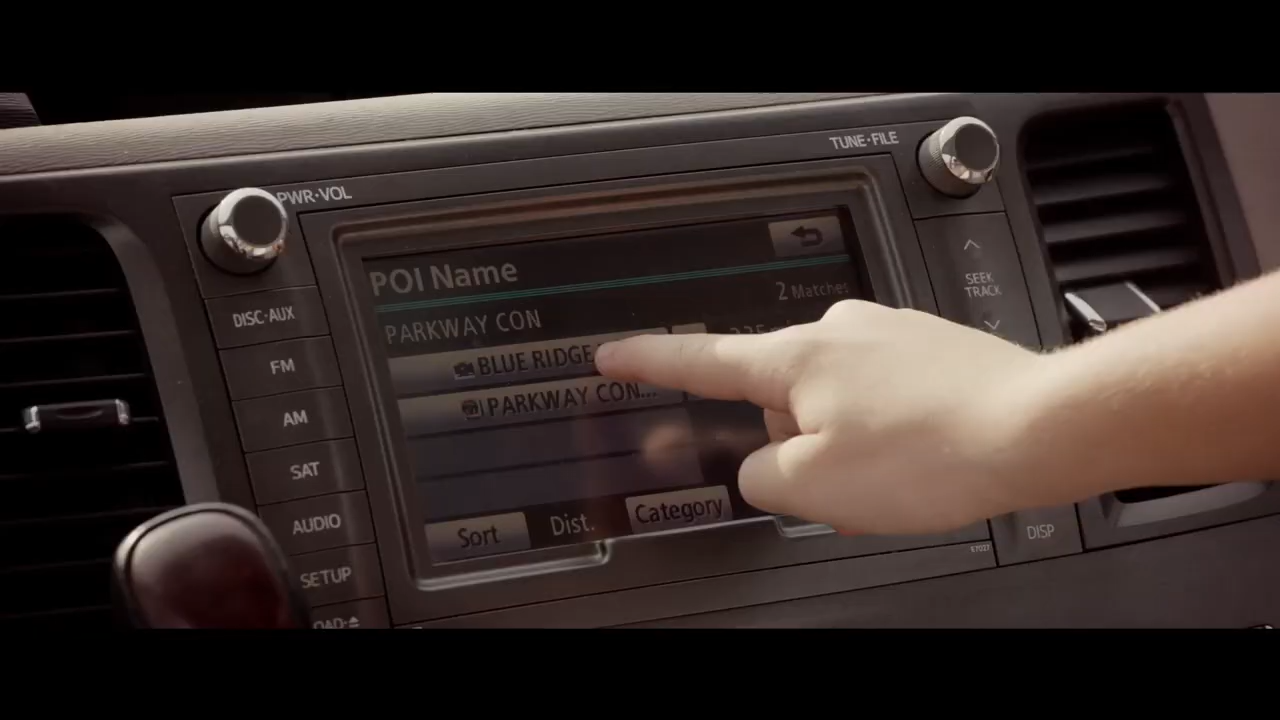 PWR·VOL
TUNE·FILE
DISC·AUX
FM
AM
SAT
AUDIO
SETUP
POI Name
2 Matches
PARKWAY CON
BLUE RIDGE
PARKWAY CON...
Sort
Dist.
Category
SEEK
TRACK
DISP
E7027